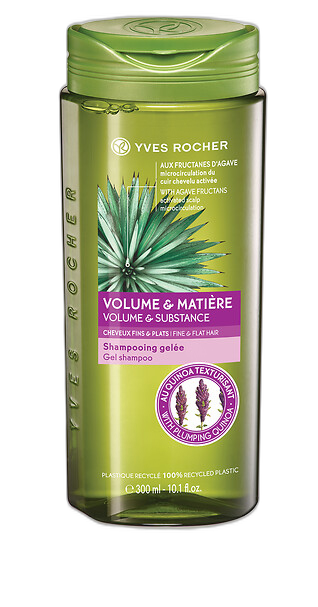 YVES ROCHER
AUX FRUCTANES D'AGAVE
microcirculation du
cuir chevelu activée
WITH AGAVE FRUCTANS
activated scalp
microcirculation
YVES ROCHER
VOLUME & MATIÈRE
VOLUME & SUBSTANCE
CHEVEUX FINS & PLATS | FINE & FLAT HAIR
Shampooing gelée
Gel shampoo
AU QUINOA TEXTURISANT
WITH PLUMPING QUINOA
PLASTIQUE RECYCLÉ 100% RECYCLED PLASTIC
℮ 300 ml - 10.1 fl.oz.